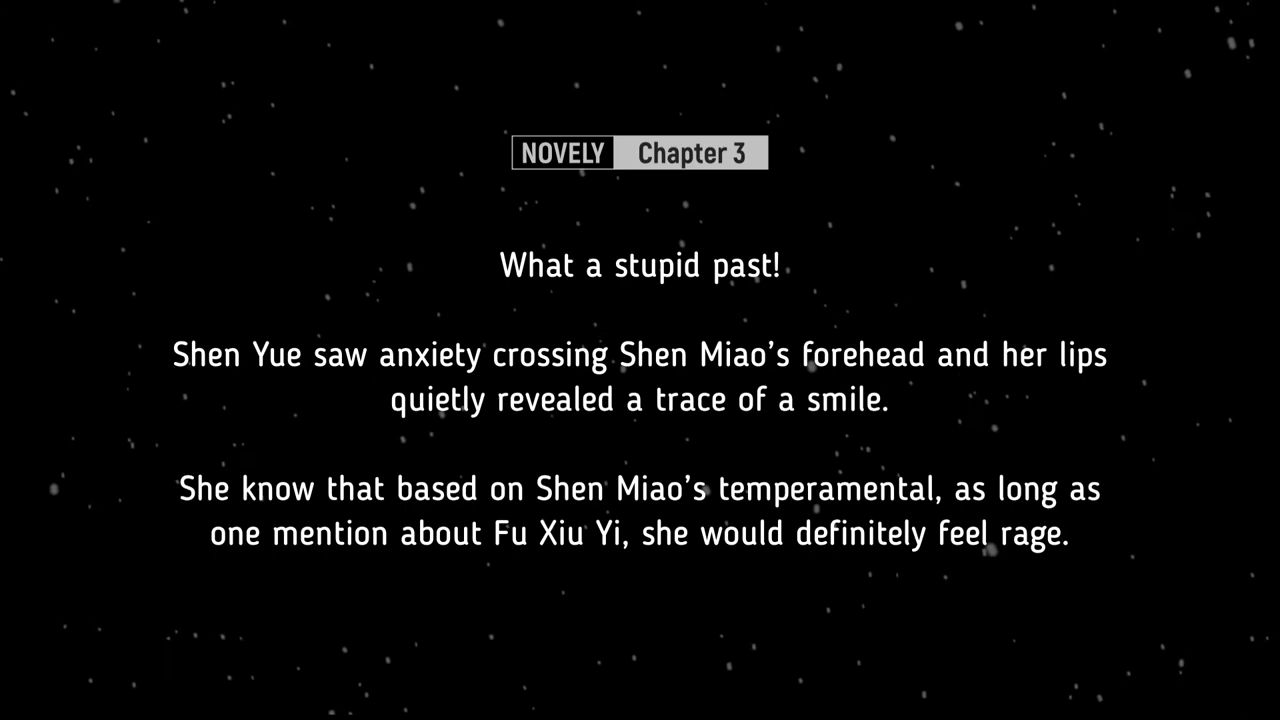 NOVELY Chapter 3
What a stupid past!
Shen Yue saw anxiety crossing Shen Miao’s forehead and her lips
quietly revealed a trace of a smile.
She know that based on Shen Miao’s temperamental, as long as
one mention about Fu Xiu Yi, she would definitely feel rage.